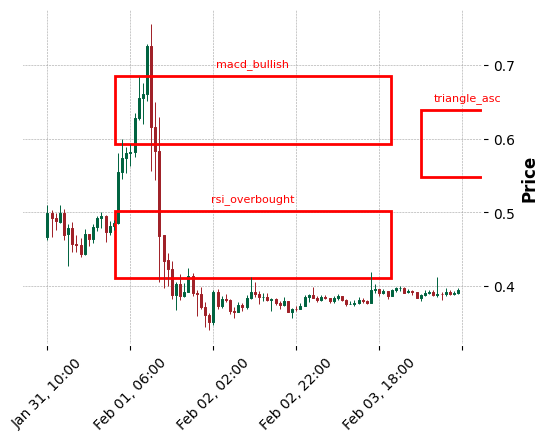 macd_bullish
0.7
triangle_asc
0.6
Price
rsi_overbought
0.5
0.4
Jan 31, 10:00
Feb 01, 06:00
Feb 02, 02:00
Feb 02, 22:00
Feb 03, 18:00